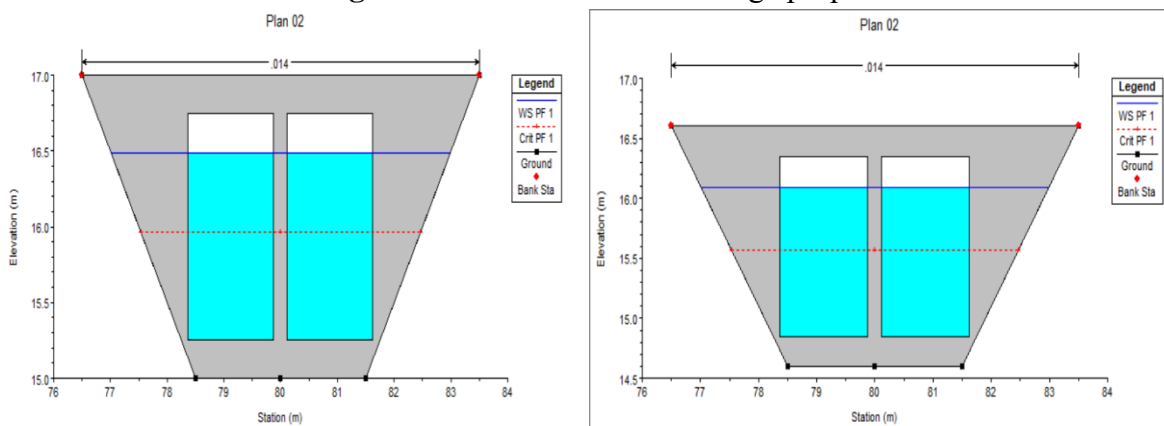 Plan 02
.014
17.0
16.5
16.0
15.5
15.0
76
77
78
79
80
81
82
83
84
Elevation (m)
Station (m)
Legend
WS PF 1
Crit PF 1
Ground
Bank Sta
Plan 02
.014
17.0
16.5
16.0
15.5
15.0
14.5
76
77
78
79
80
81
82
83
84
Elevation (m)
Station (m)
Legend
WS PF 1
Crit PF 1
Ground
Bank Sta